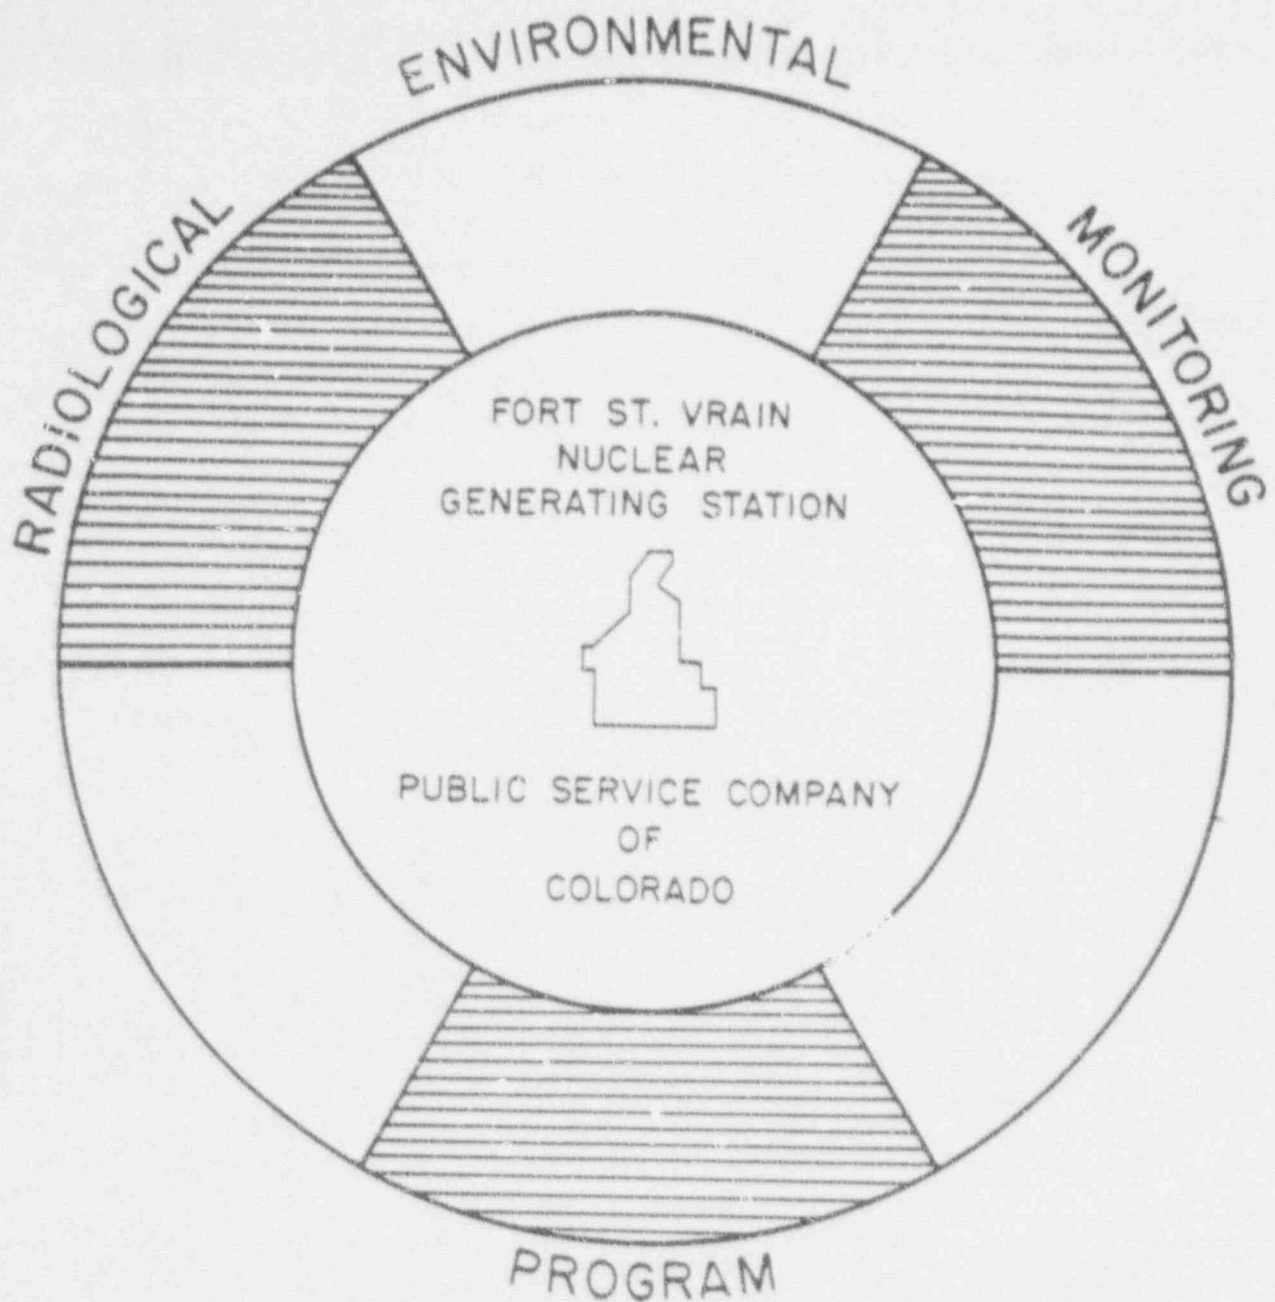 RADIOLOGICAL
ENVIRONMENTAL
MONITORING
PROGRAM
FORT ST. VRAIN
NUCLEAR
GENERATING STATION
PUBLIC SERVICE COMPANY
OF
COLORADO